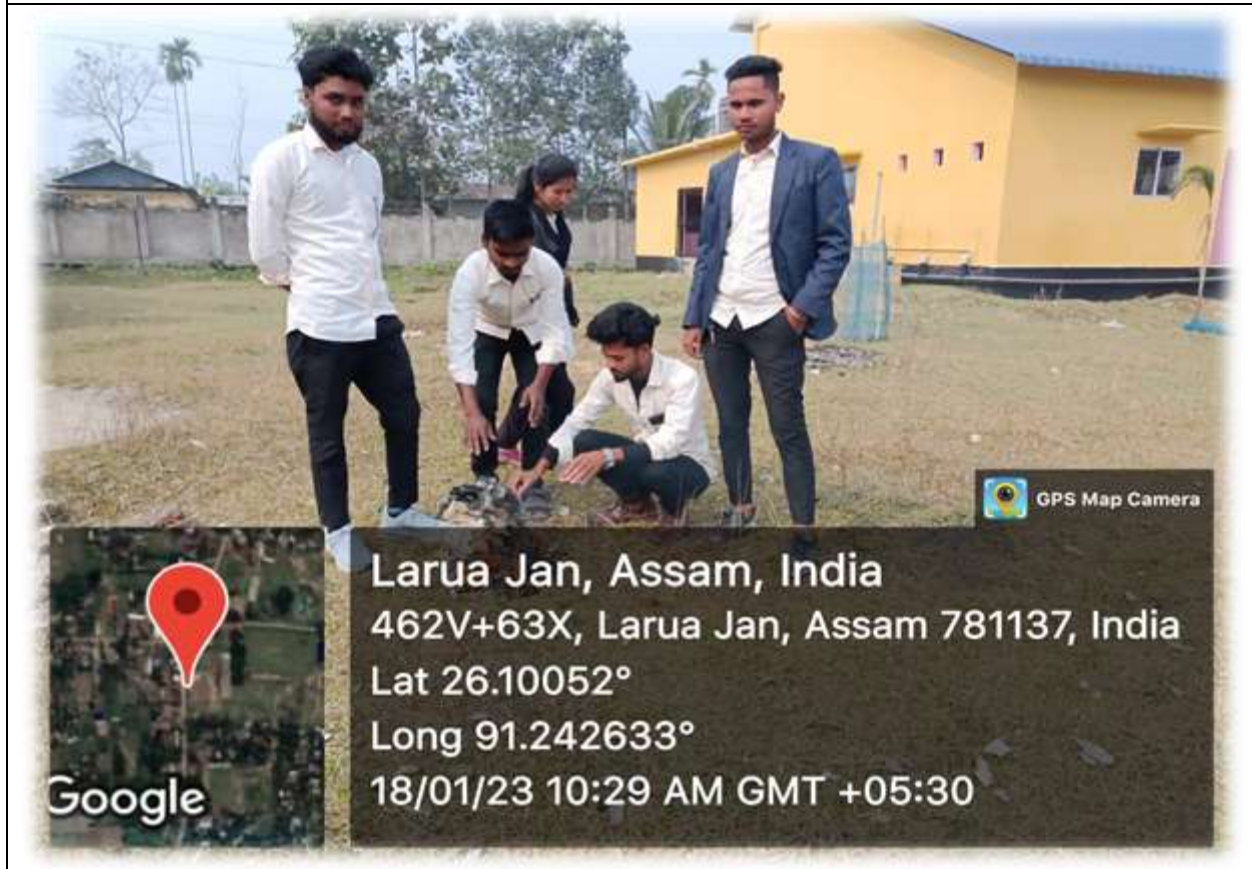 GPS Map Camera
Larua Jan, Assam, India
462V+63X, Larua Jan, Assam 781137, India
Lat 26.10052°
Long 91.242633°
18/01/23 10:29 AM GMT +05:30
Google